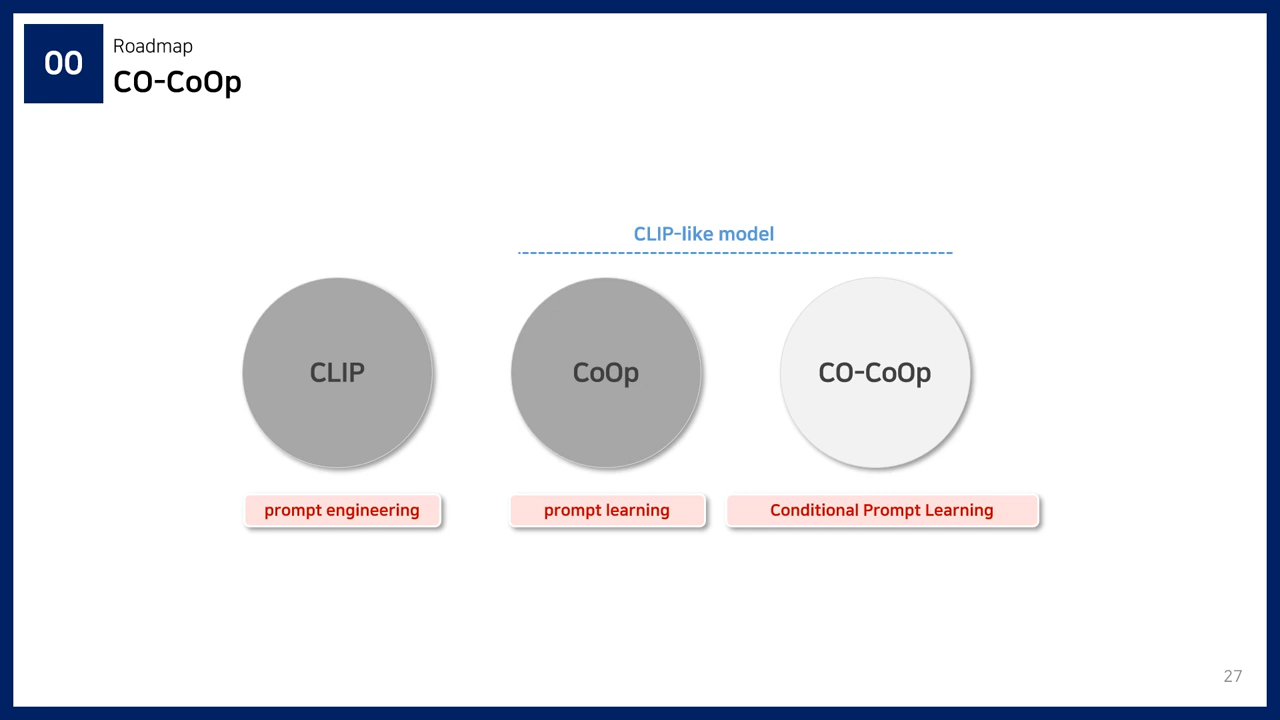 00
Roadmap
CO-CoOp
CLIP-like model
CLIP
CoOp
CO-CoOp
prompt engineering
prompt learning
Conditional Prompt Learning
27